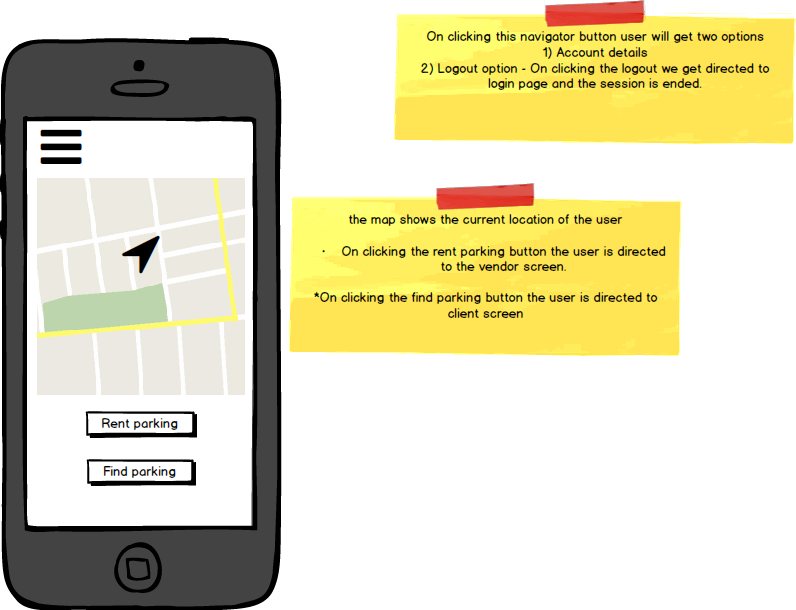 On clicking this navigator button user will get two options
1) Account details
2) Logout option - On clicking the logout we get directed to
login page and the session is ended.
the map shows the current location of the user
· On clicking the rent parking button the user is directed
to the vendor screen.
*On clicking the find parking button the user is directed to
client screen
Rent parking
Find parking